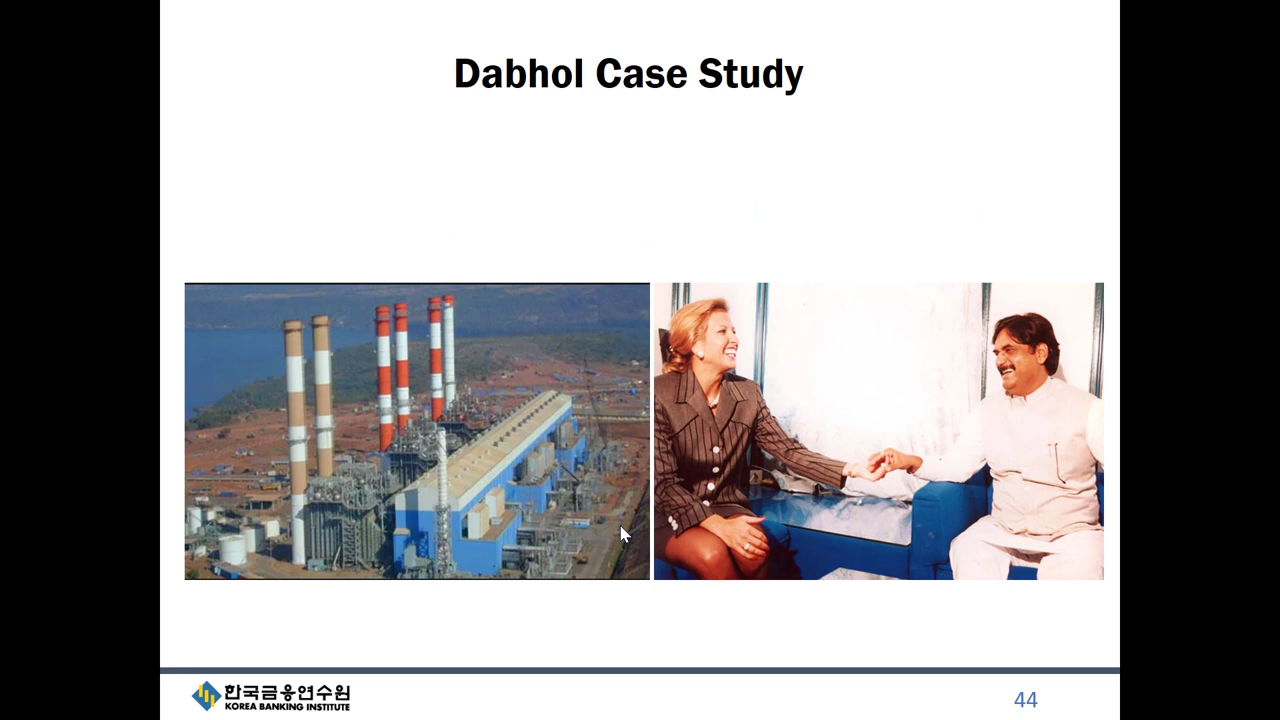 Dabhol Case Study
한국금융연수원
KOREA BANKING INSTITUTE
44